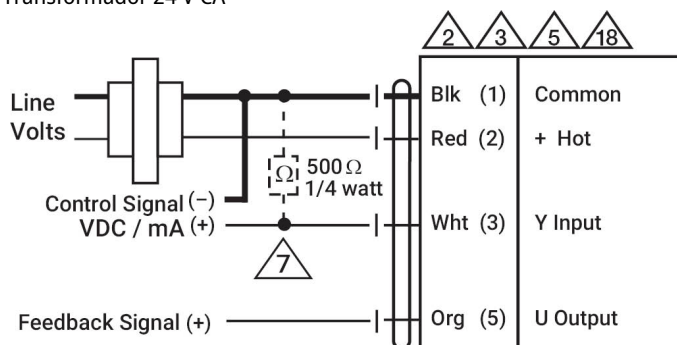 Transformador 24 V CA
2 3 5 18
Line
Volts
Blk (1) Common
Red (2) + Hot
Ω 500 Ω
1/4 watt
Control Signal (−)
VDC / mA (+)
Wht (3) Y Input
7
Feedback Signal (+)
Org (5) U Output